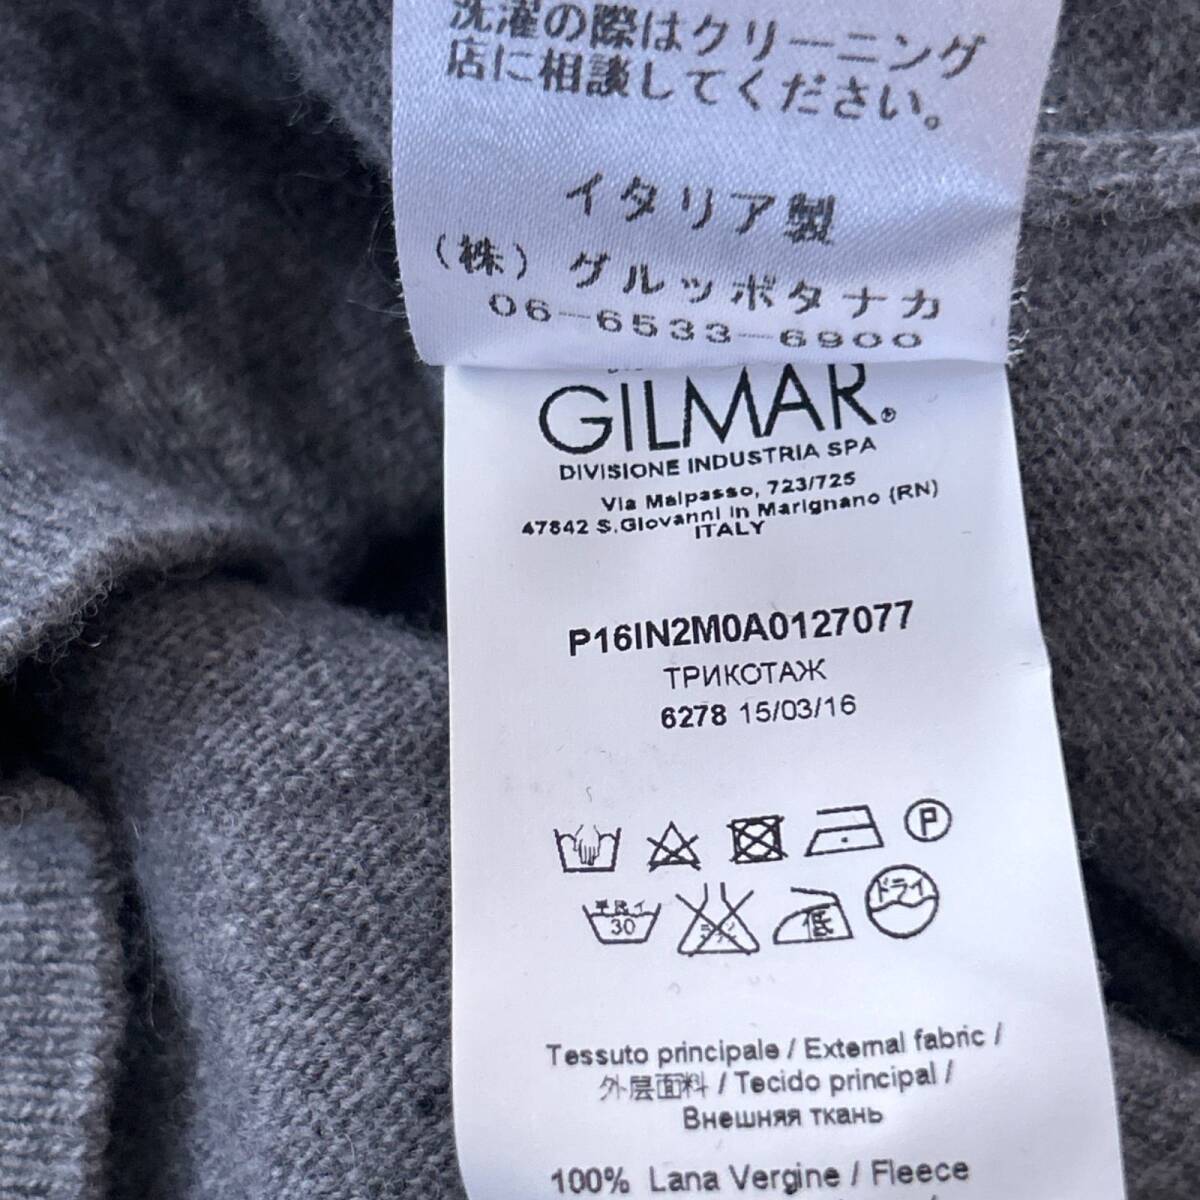 洗濯の際はクリーニング
店に相談してください。
イタリア製
（株）グルッポタナカ
06-6533-6900
GILMAR®
DIVISIONE INDUSTRIA SPA
Via Malpasso, 723/725
47842 S.Giovanni in Marignano (RN)
ITALY
P16IN2M0A0127077
ТРИКОТАЖ
6278 15/03/16
P
手洗イ ドライ
30 低
Tessuto principale / External fabric /
外层面料 / Tecido principal /
Внешняя ткань
100% Lana Vergine / Fleece